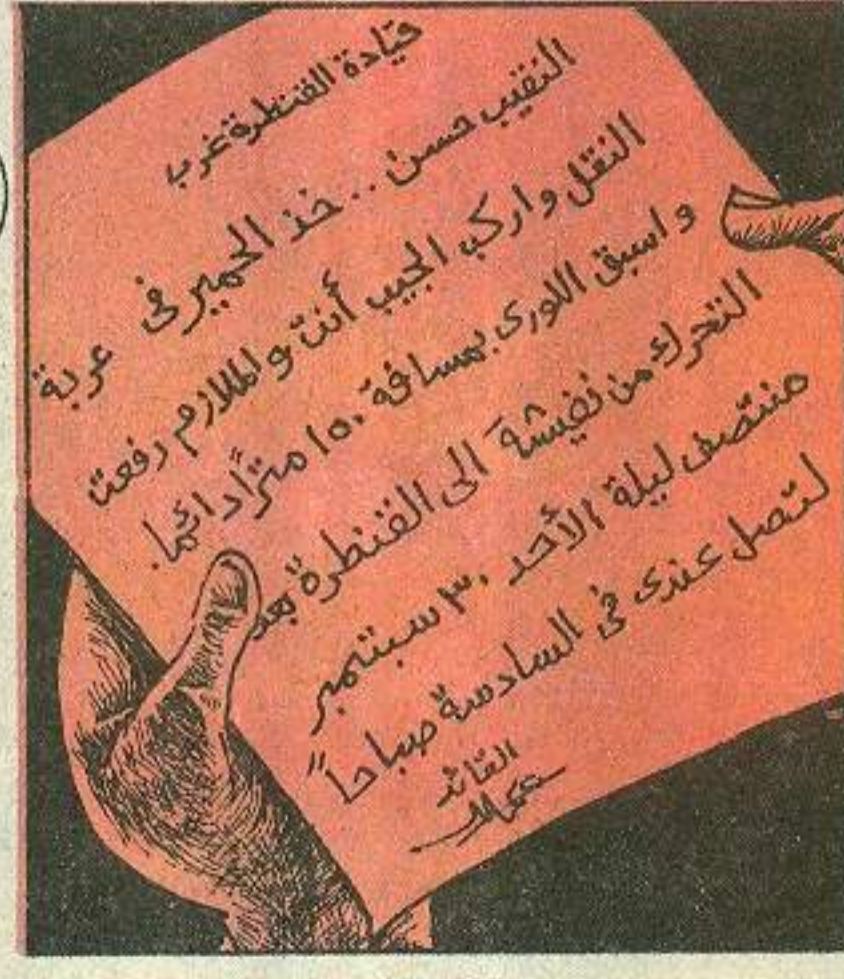 قيادة القنطرة غرب
النقيب حسن .. خذ الحمير فى عربة
النقل واركب الجيب أنت والملازم رفعت
واسبق اللورى بمسافة ١٥٠ مترًا دائمًا.
التحرك من نفيشة الى القنطرة بعد
منتصف ليلة الأحد ٣٠ سبتمبر
لتصل عندى فى السادسة صباحاً
القائد